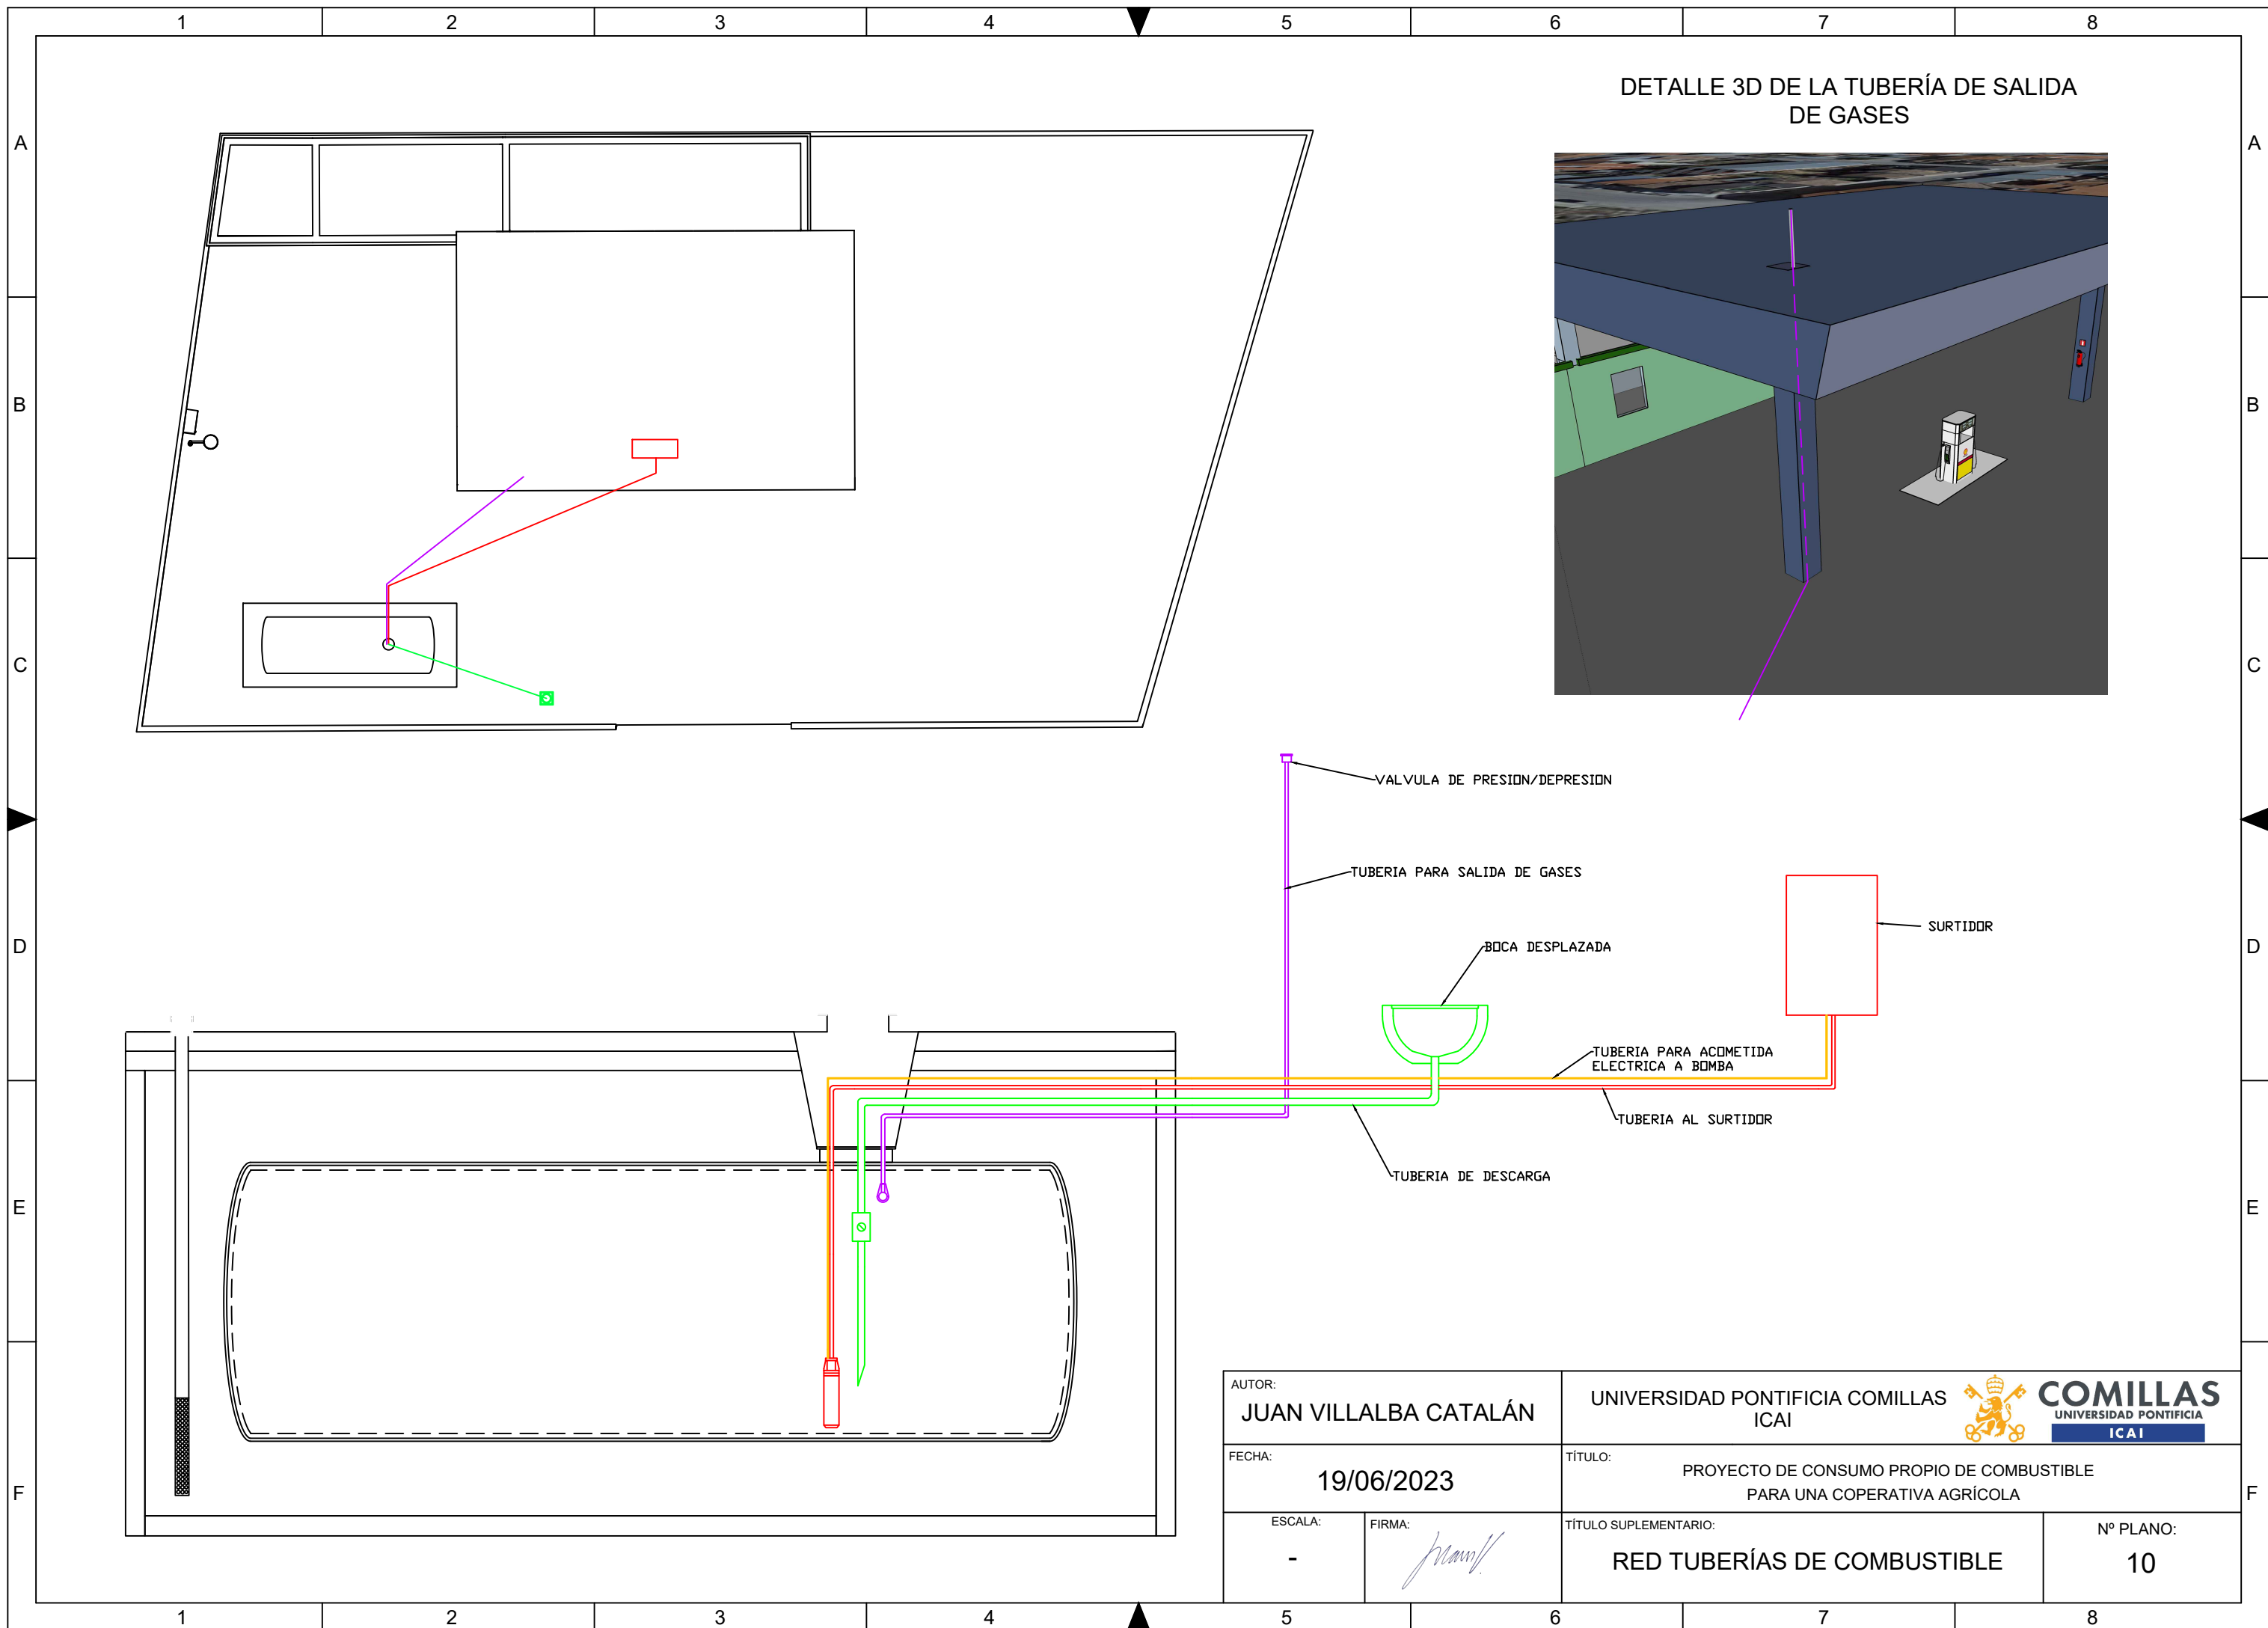 1 2 3 4 5 6 7 8
A A
B B
C C
D D
E E
F F
DETALLE 3D DE LA TUBERÍA DE SALIDA
DE GASES
VALVULA DE PRESION/DEPRESION
TUBERIA PARA SALIDA DE GASES
SURTIDOR
BOCA DESPLAZADA
TUBERIA PARA ACOMETIDA
ELECTRICA A BOMBA
TUBERIA AL SURTIDOR
TUBERIA DE DESCARGA
AUTOR:
JUAN VILLALBA CATALÁN
UNIVERSIDAD PONTIFICIA COMILLAS
ICAI
COMILLAS
UNIVERSIDAD PONTIFICIA
ICAI
FECHA:
19/06/2023
TÍTULO:
PROYECTO DE CONSUMO PROPIO DE COMBUSTIBLE
PARA UNA COPERATIVA AGRÍCOLA
ESCALA:
-
FIRMA:
TÍTULO SUPLEMENTARIO:
RED TUBERÍAS DE COMBUSTIBLE
Nº PLANO:
10
1 2 3 4 5 6 7 8